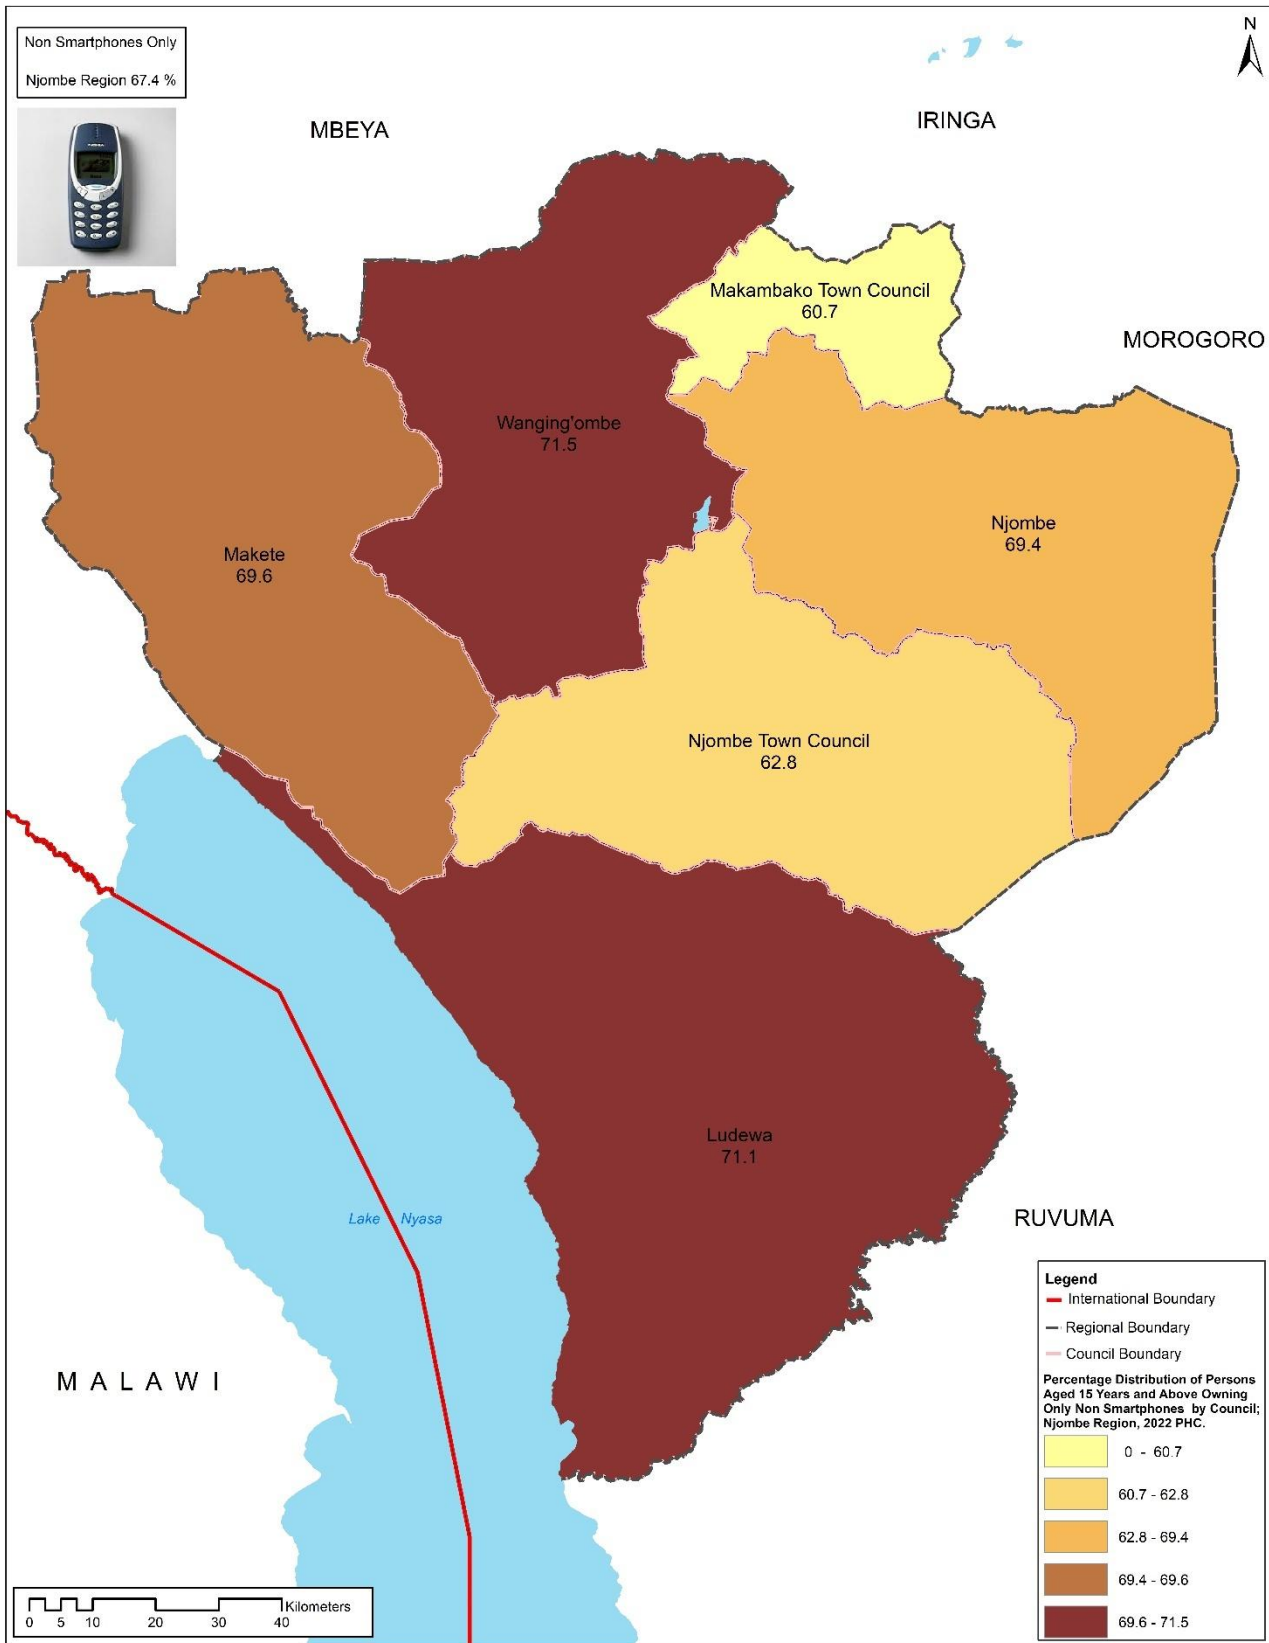 Non Smartphones Only
Njombe Region 67.4 %
N
MBEYA
IRINGA
MOROGORO
Makambako Town Council
60.7
Wanging'ombe
71.5
Njombe
69.4
Makete
69.6
Njombe Town Council
62.8
Ludewa
71.1
Lake Nyasa
RUVUMA
MALAWI
Legend
International Boundary
Regional Boundary
Council Boundary
Percentage Distribution of Persons
Aged 15 Years and Above Owning
Only Non Smartphones by Council;
Njombe Region, 2022 PHC.
0 - 60.7
60.7 - 62.8
62.8 - 69.4
69.4 - 69.6
69.6 - 71.5
Kilometers
0 5 10 20 30 40